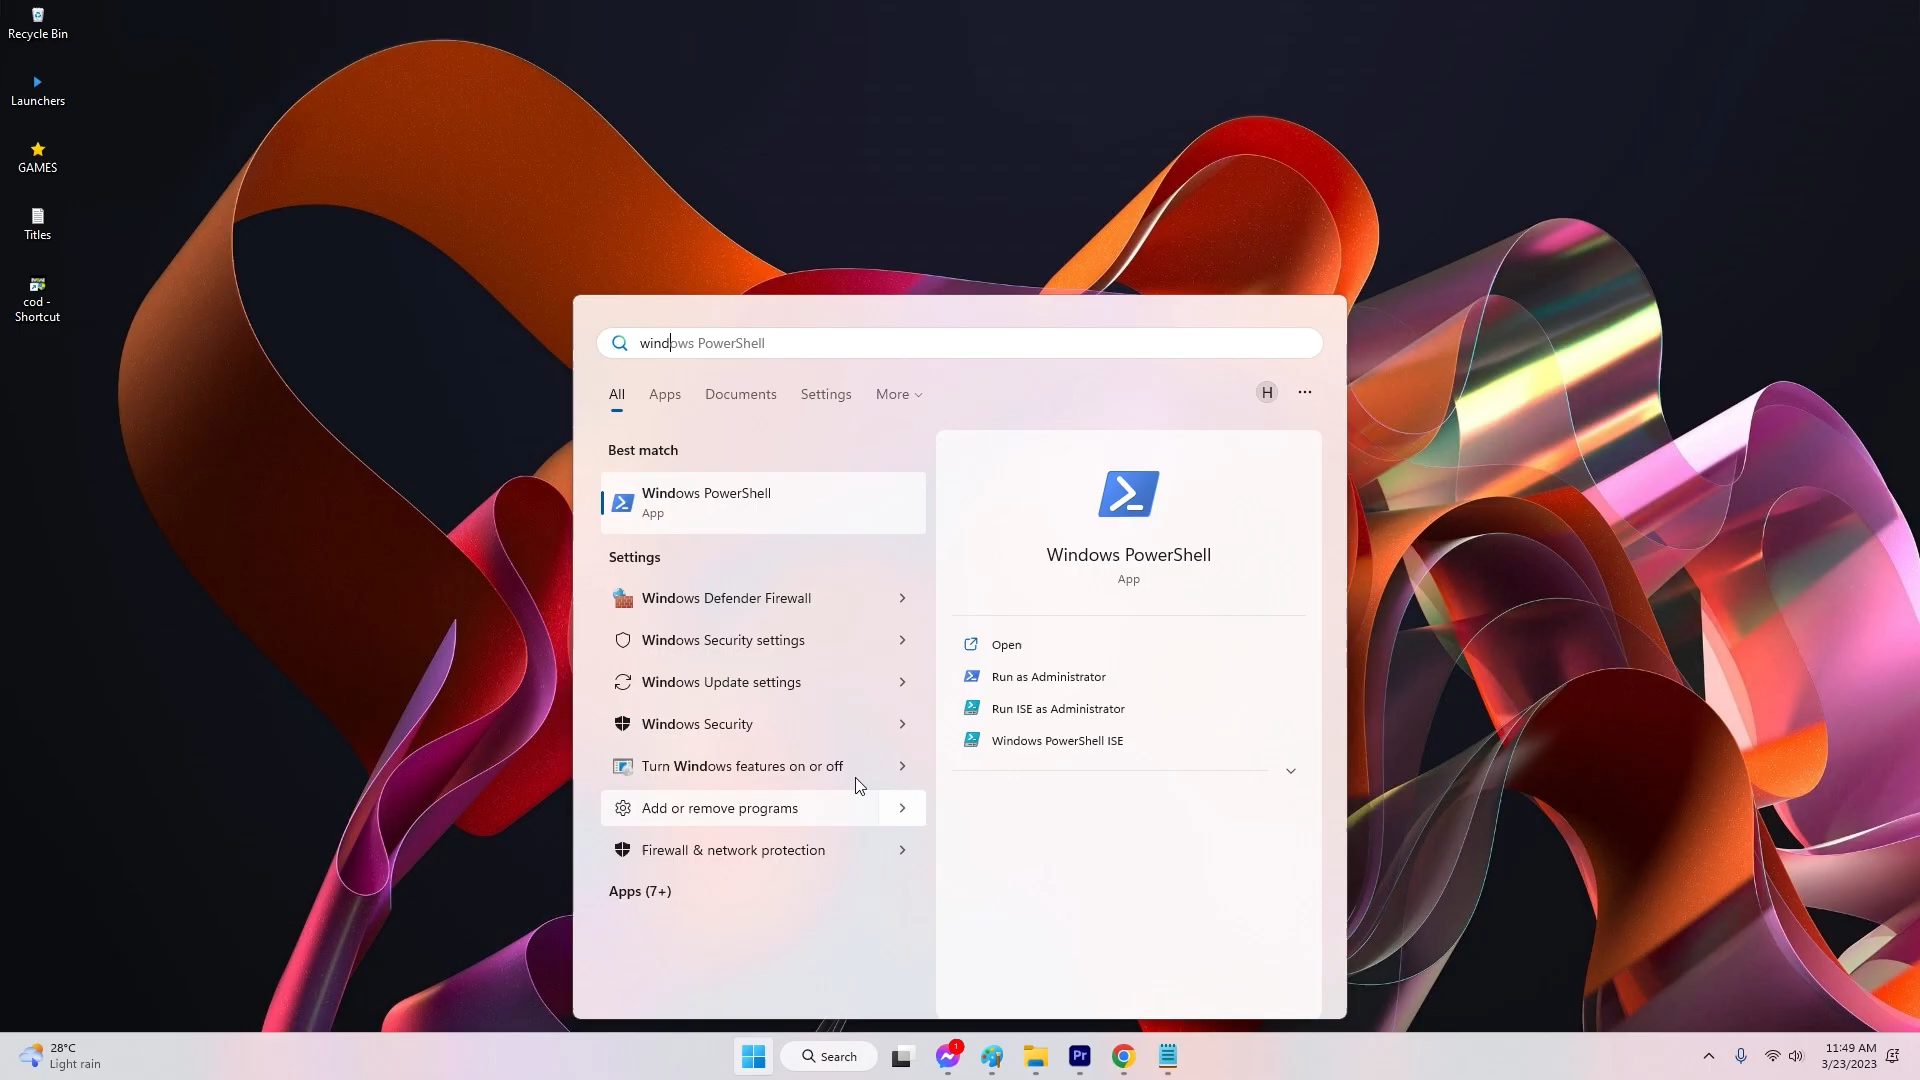 Recycle Bin
Launchers
GAMES
Titles
cod -
Shortcut
windows PowerShell
All
Apps
Documents
Settings
More
H
Best match
Windows PowerShell
App
Settings
Windows Defender Firewall
Windows Security settings
Windows Update settings
Windows Security
Turn Windows features on or off
Add or remove programs
Firewall & network protection
Apps (7+)
Windows PowerShell
App
Open
Run as Administrator
Run ISE as Administrator
Windows PowerShell ISE
28°C
Light rain
Search
1
Pr
11:49 AM
3/23/2023